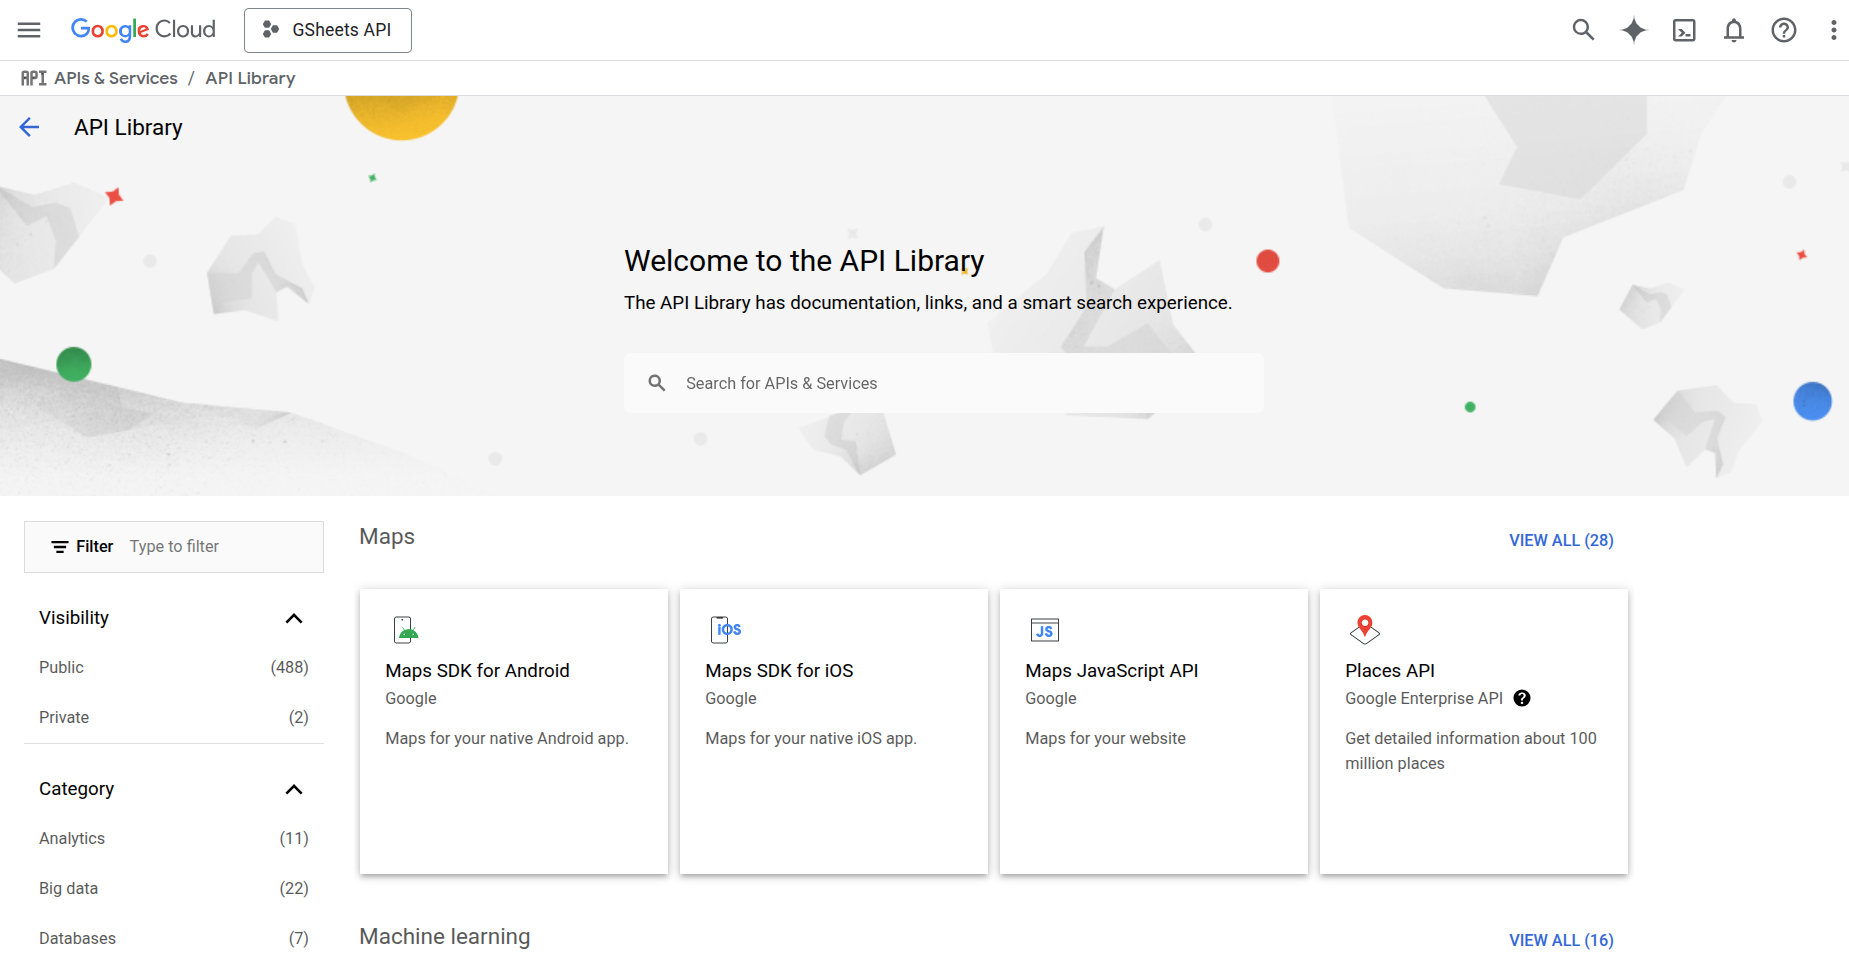 Google Cloud
GSheets API
API APIs & Services / API Library
API Library
Welcome to the API Library
The API Library has documentation, links, and a smart search experience.
Search for APIs & Services
Filter Type to filter
Visibility
Public (488)
Private (2)
Category
Analytics (11)
Big data (22)
Databases (7)
Maps
VIEW ALL (28)
Maps SDK for Android
Google
Maps for your native Android app.
iOS
Maps SDK for iOS
Google
Maps for your native iOS app.
JS
Maps JavaScript API
Google
Maps for your website
Places API
Google Enterprise API
Get detailed information about 100
million places
Machine learning
VIEW ALL (16)